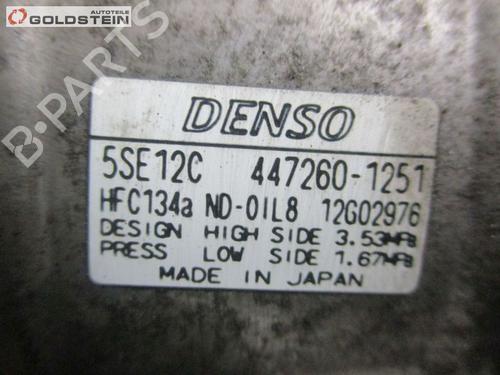 AUTOTEILE
GOLDSTEIN
B-PARTS
DENSO
5SE12C 447260-1251
HFC134a ND-OIL8 12G02976
DESIGN HIGH SIDE 3.53MPa
PRESS LOW SIDE 1.67MPa
MADE IN JAPAN